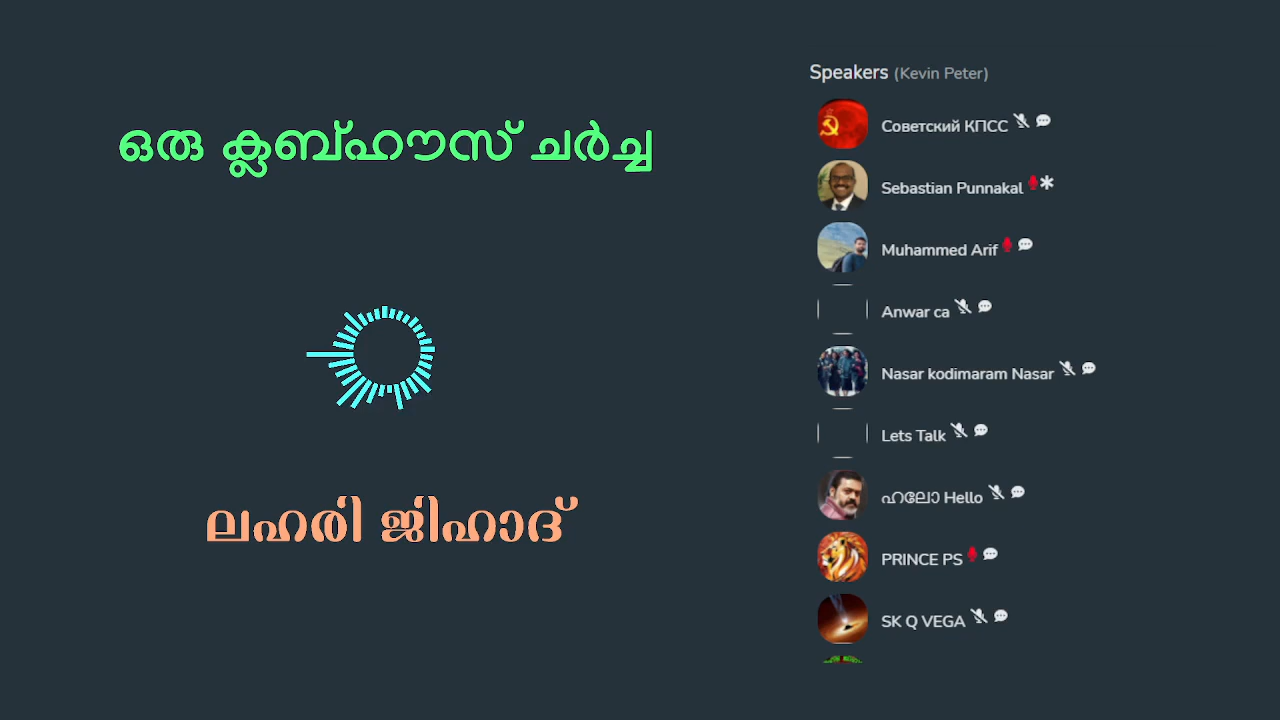 ഒരു ക്ലബ്ഹൗസ് ചർച്ച
ലഹരി ജിഹാദ്
Speakers (Kevin Peter)
Советский КПСС
Sebastian Punnakal
Muhammed Arif
Anwar ca
Nasar kodimaram Nasar
Lets Talk
ഹലോ Hello
PRINCE PS
SK Q VEGA